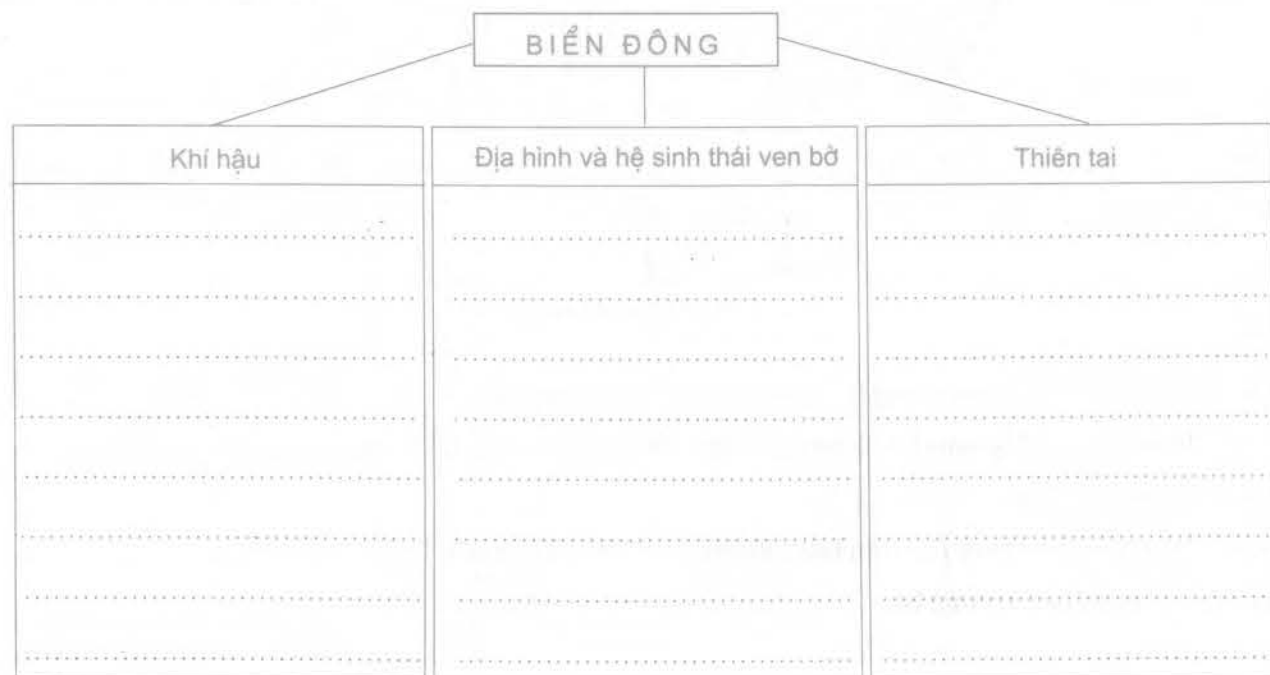 BIỂN ĐÔNG
Khí hậu
Địa hình và hệ sinh thái ven bờ
Thiên tai